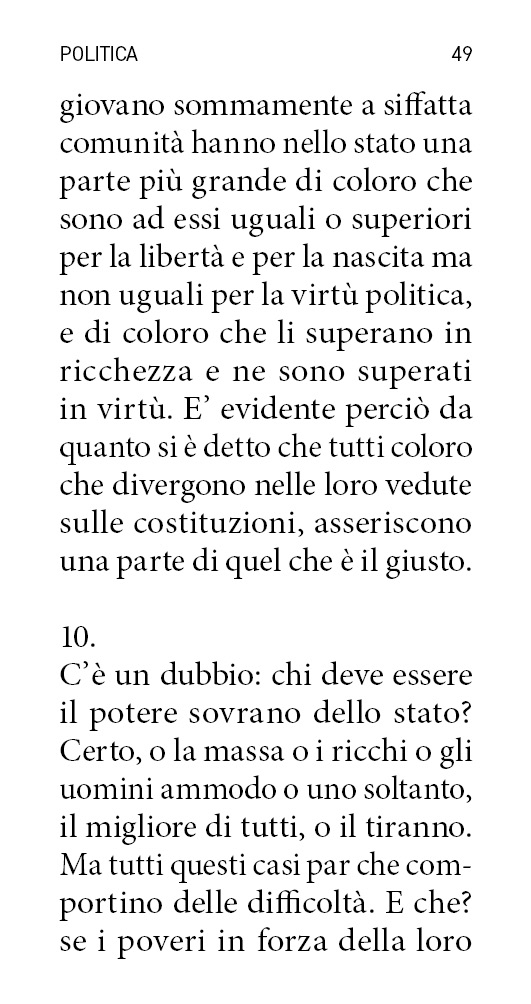 POLITICA 49
giovano sommamente a siffatta
comunità hanno nello stato una
parte più grande di coloro che
sono ad essi uguali o superiori
per la libertà e per la nascita ma
non uguali per la virtù politica,
e di coloro che li superano in
ricchezza e ne sono superati
in virtù. E’ evidente perciò da
quanto si è detto che tutti coloro
che divergono nelle loro vedute
sulle costituzioni, asseriscono
una parte di quel che è il giusto.
10.
C’è un dubbio: chi deve essere
il potere sovrano dello stato?
Certo, o la massa o i ricchi o gli
uomini ammodo o uno soltanto,
il migliore di tutti, o il tiranno.
Ma tutti questi casi par che com-
portino delle difficoltà. E che?
se i poveri in forza della loro